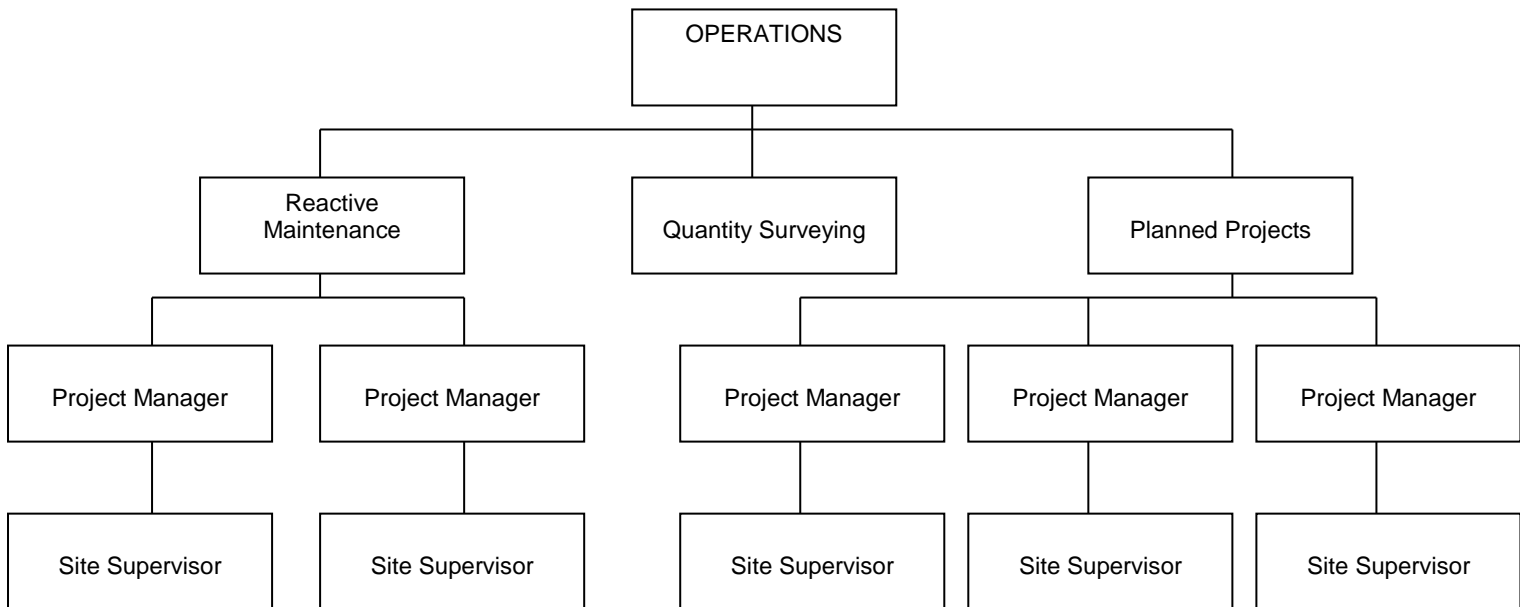 OPERATIONS
Reactive
Maintenance
Quantity Surveying
Planned Projects
Project Manager
Project Manager
Project Manager
Project Manager
Project Manager
Site Supervisor
Site Supervisor
Site Supervisor
Site Supervisor
Site Supervisor